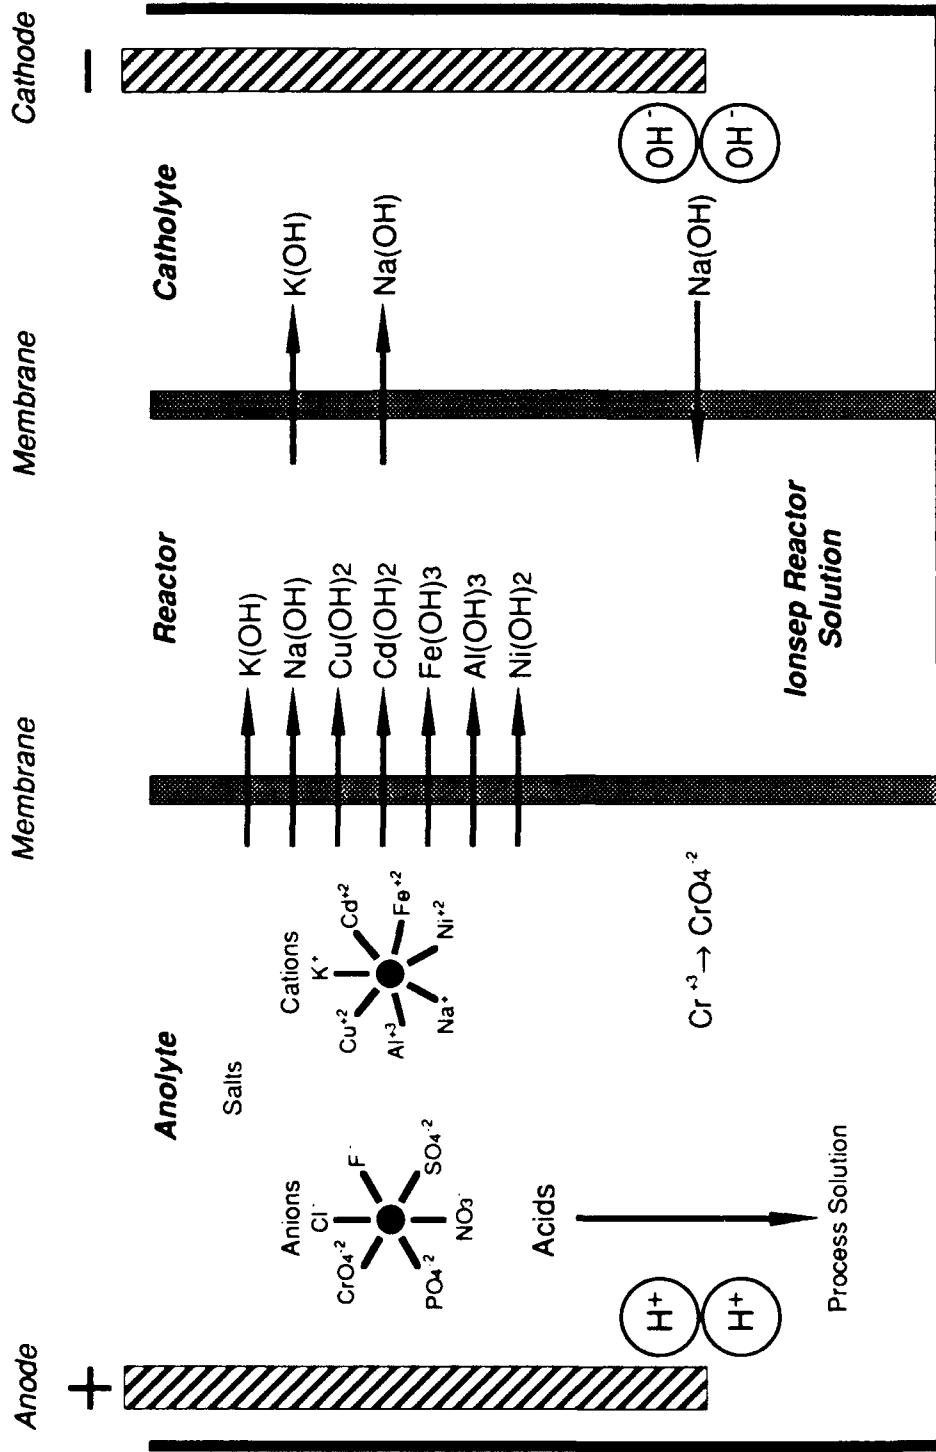 Anode
Membrane
Membrane
Cathode
+
−
Anolyte
Reactor
Catholyte
Salts
Anions
Cl-
F-
CrO4-2
SO4-2
PO4-2
NO3-
Cations
K+
Cu+2
Cd+2
Al+3
Fe+2
Na+
Ni+2
K(OH)
Na(OH)
Cu(OH)2
Cd(OH)2
Fe(OH)3
Al(OH)3
Ni(OH)2
K(OH)
Na(OH)
Acids
H+
H+
Process Solution
Cr+3 → CrO4-2
Na(OH)
OH-
OH-
Ionsep Reactor
Solution